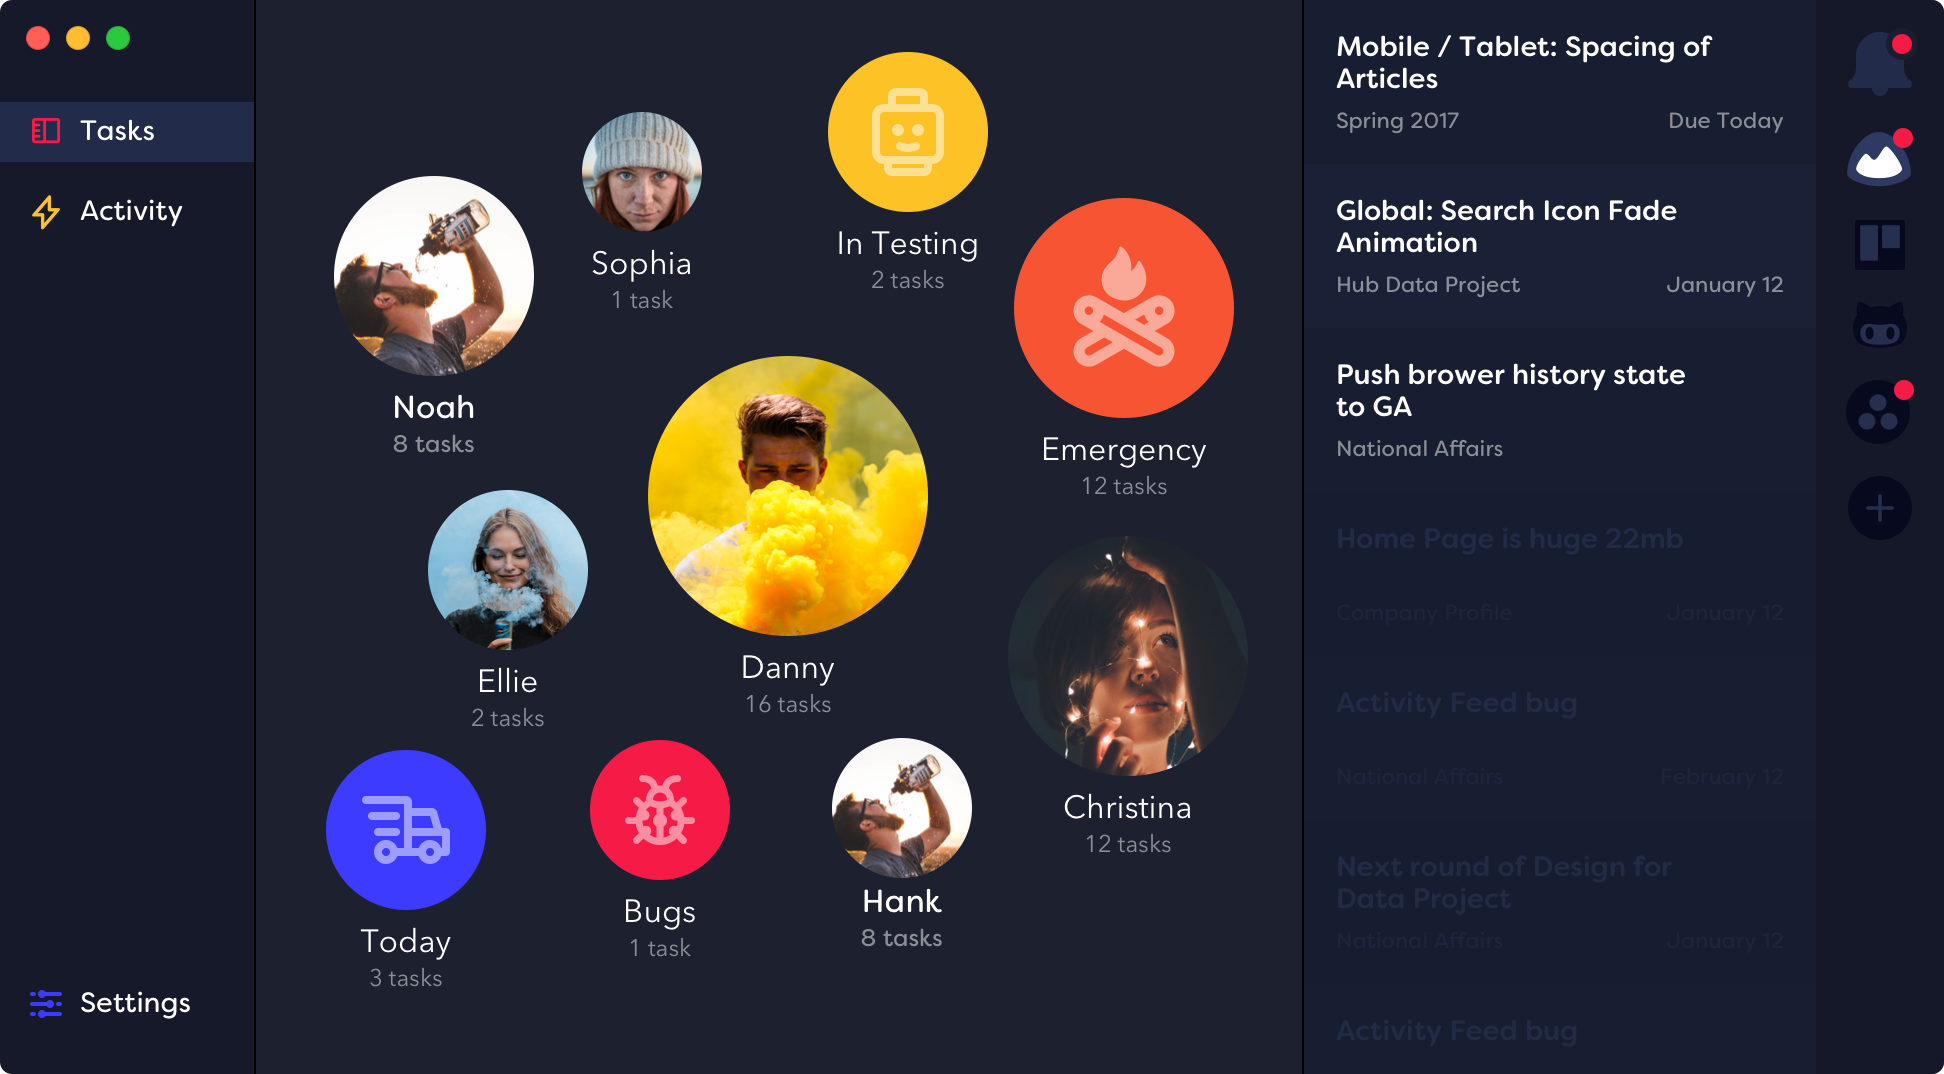 Tasks
Activity
Settings
Noah
8 tasks
Sophia
1 task
In Testing
2 tasks
Emergency
12 tasks
Ellie
2 tasks
Danny
16 tasks
Christina
12 tasks
Today
3 tasks
Bugs
1 task
Hank
8 tasks
Mobile / Tablet: Spacing of
Articles
Spring 2017 Due Today
Global: Search Icon Fade
Animation
Hub Data Project January 12
Push brower history state
to GA
National Affairs
Home Page is huge 22mb
Company Profile January 12
Activity Feed bug
National Affairs February 12
Next round of Design for
Data Project
National Affairs January 12
Activity Feed bug